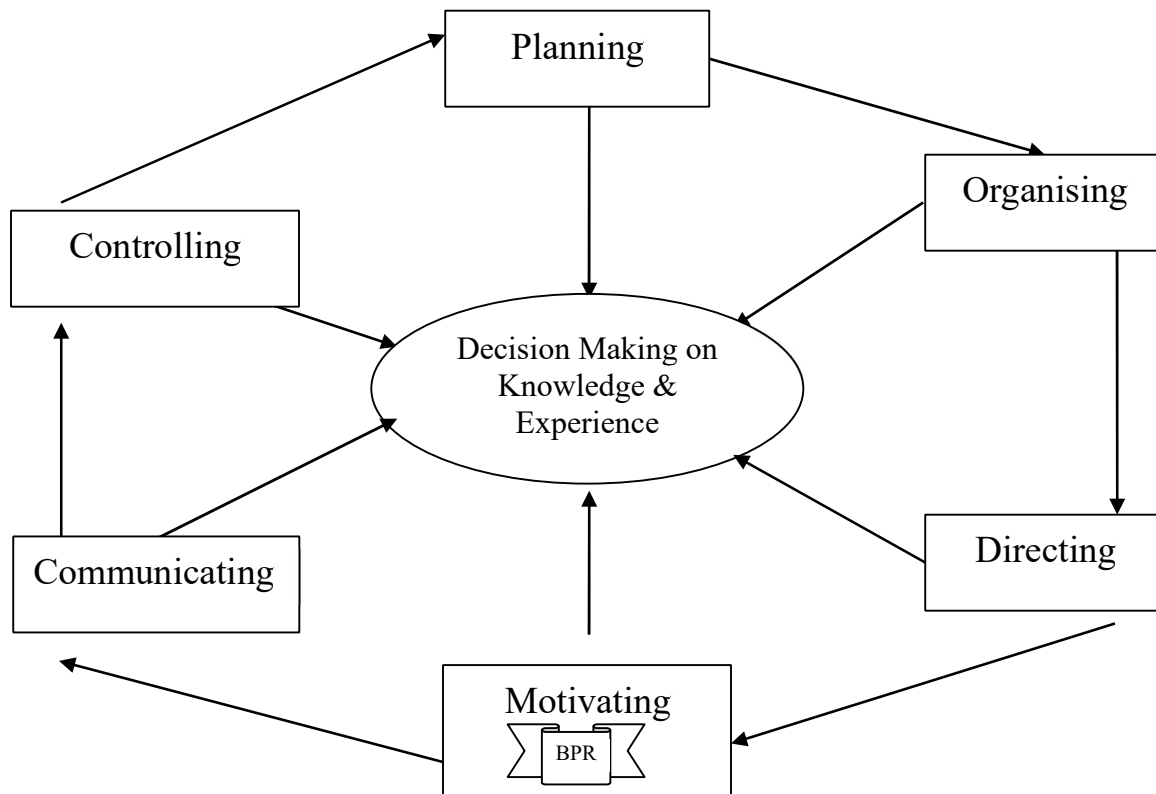 Planning
Organising
Controlling
Decision Making on
Knowledge &
Experience
Communicating
Directing
Motivating
BPR